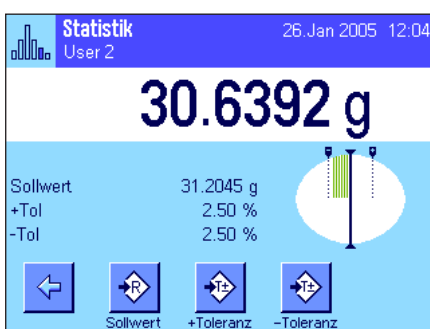 Statistik 26.Jan 2005 12:04
User 2
30.6392 g
Sollwert 31.2045 g
+Tol 2.50 %
-Tol 2.50 %
R T± T±
Sollwert +Toleranz -Toleranz